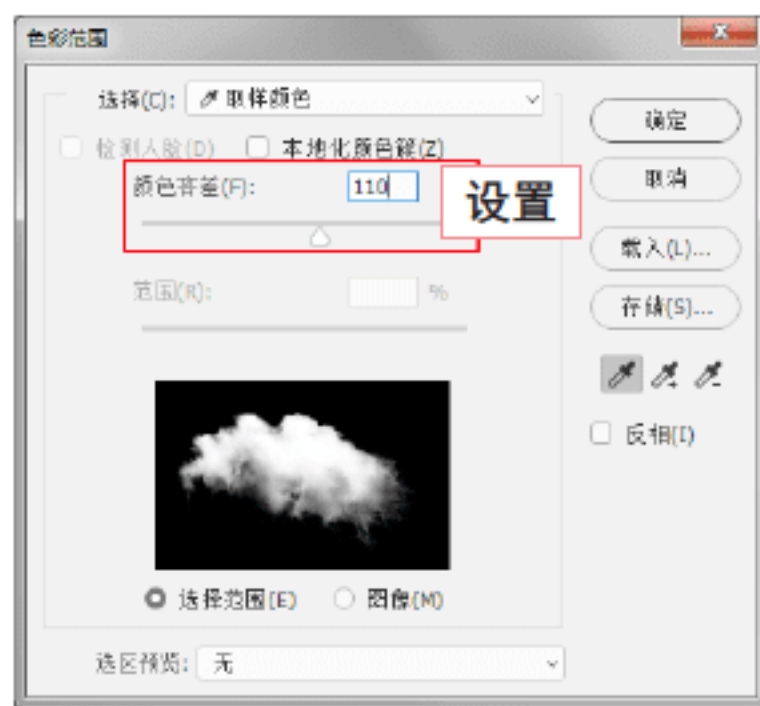 色彩范围
选择(C): 取样颜色
检测人脸(D) 本地化颜色簇(Z)
颜色容差(F): 110
设置
范围(R): %
选择范围(E) 图像(M)
选区预览: 无
确定
取消
载入(L)...
存储(S)...
反相(I)